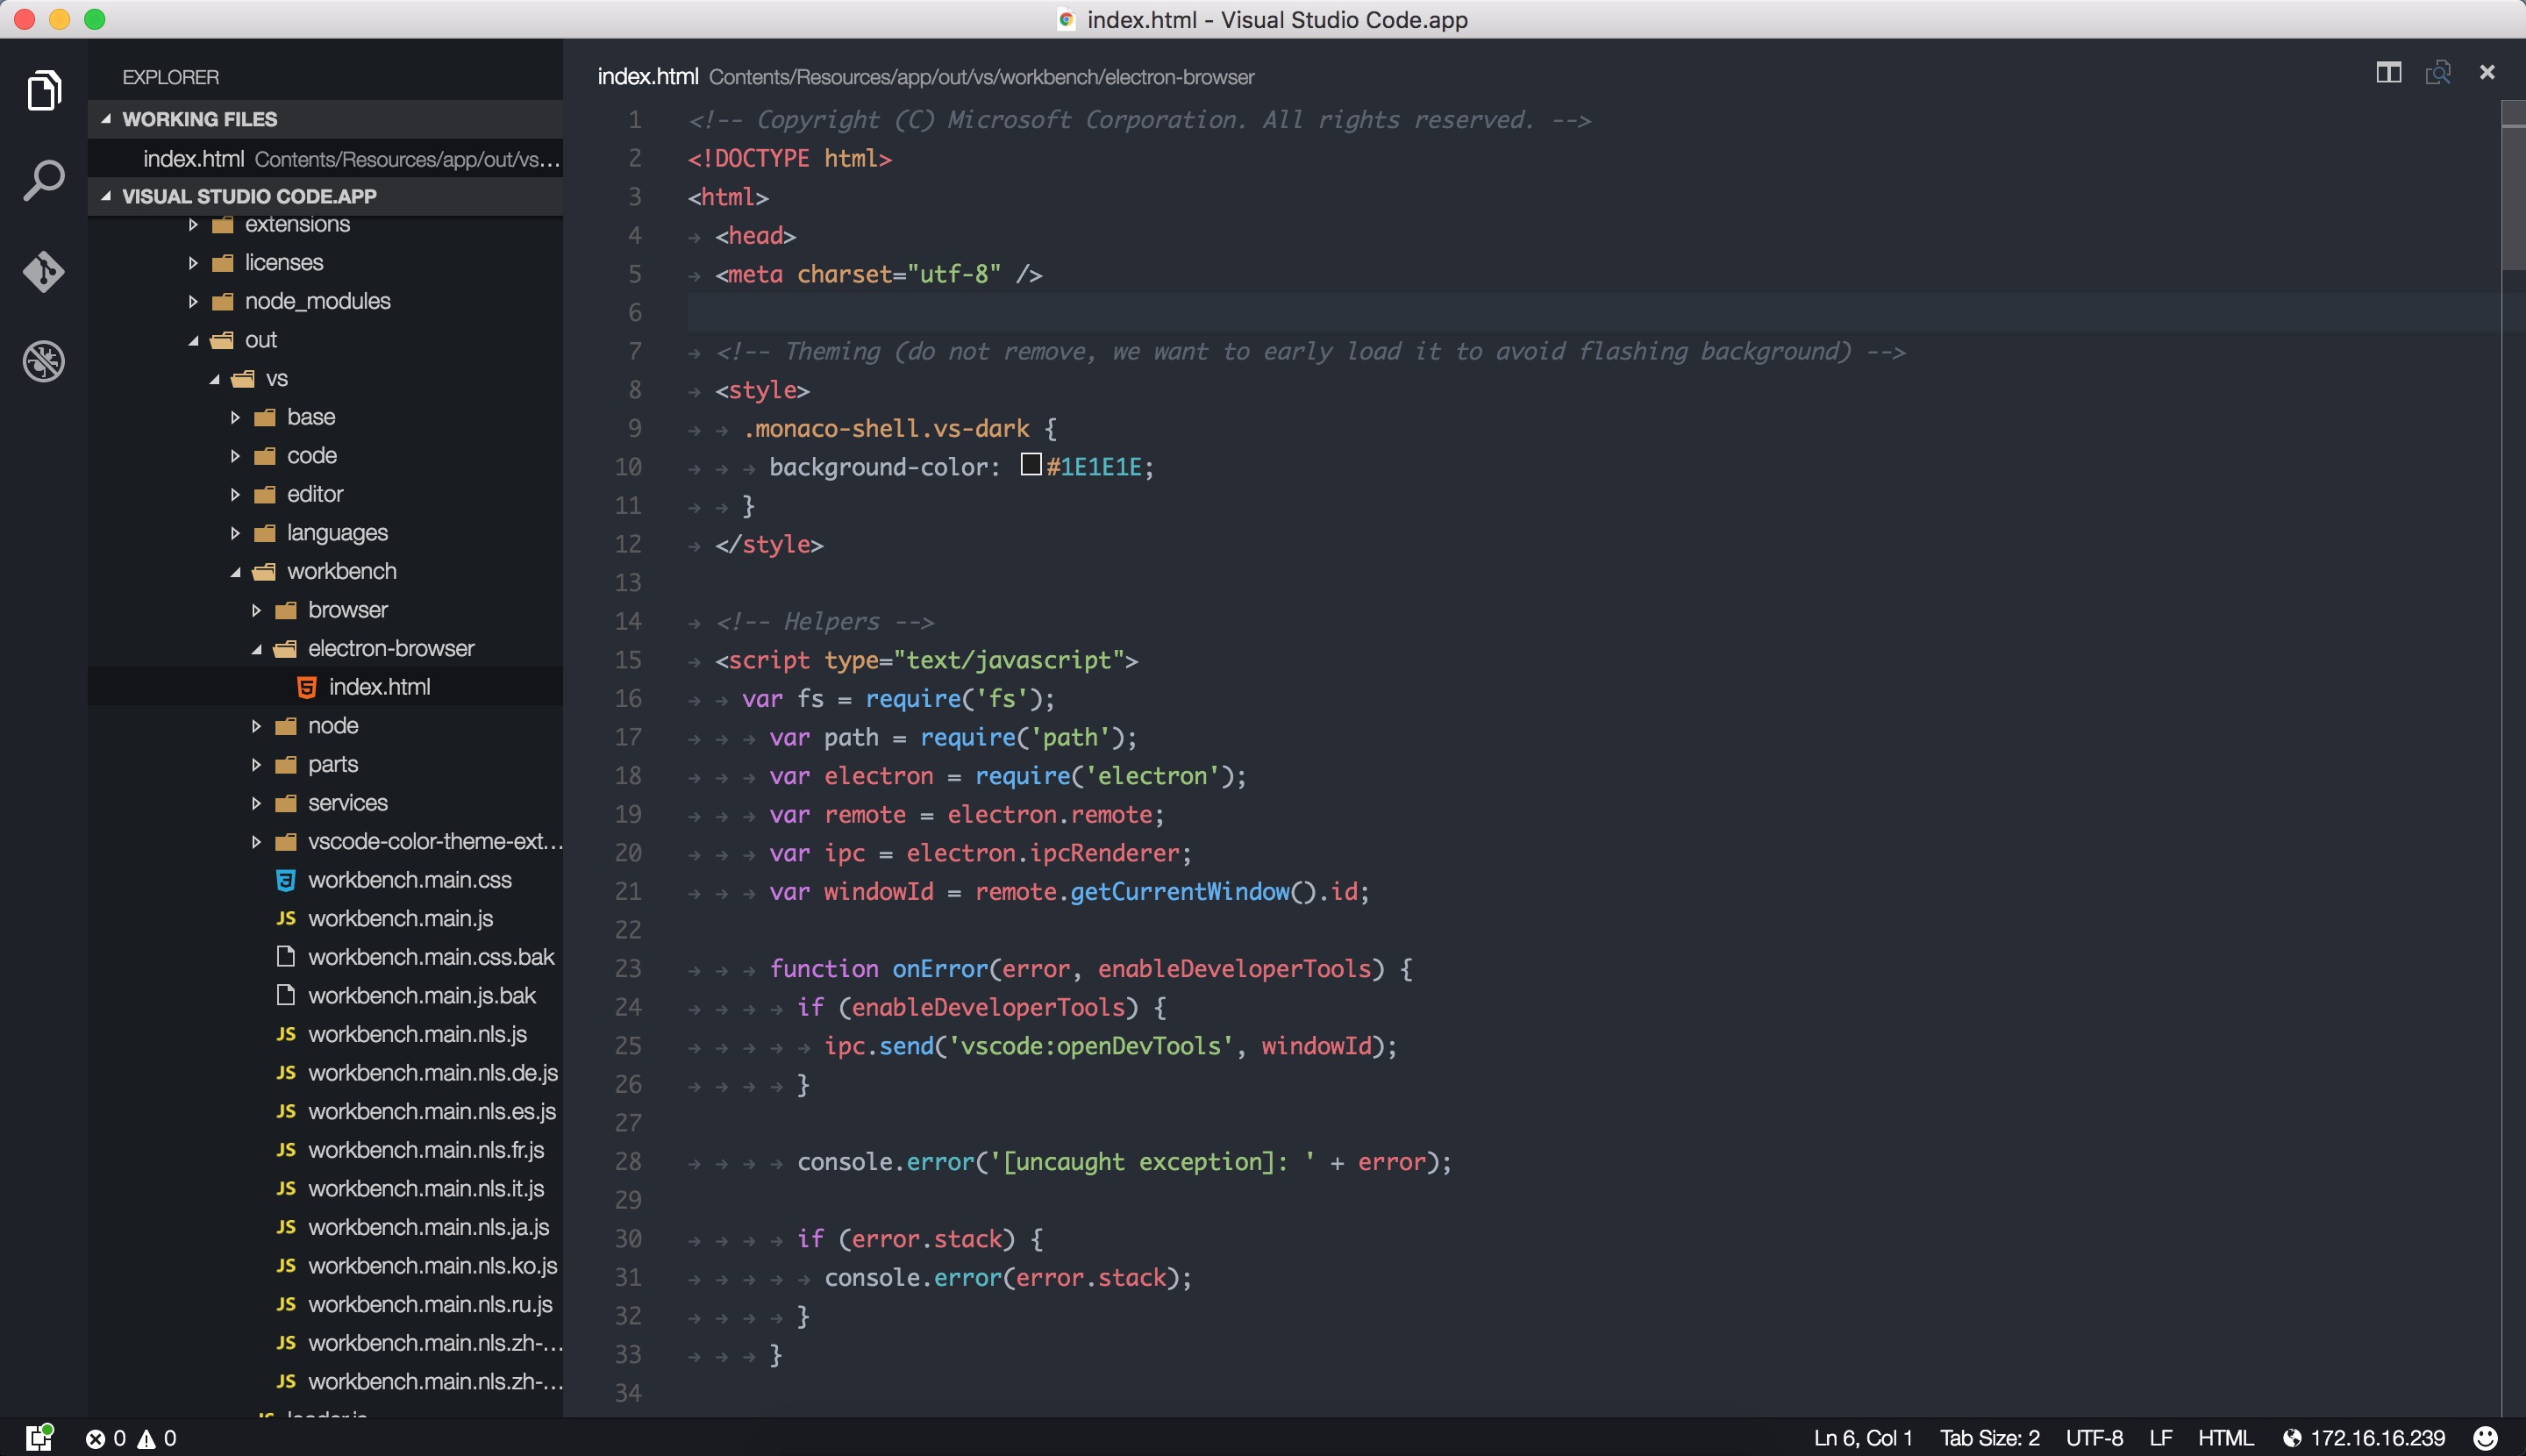 index.html - Visual Studio Code.app
EXPLORER
WORKING FILES
index.html Contents/Resources/app/out/vs...
VISUAL STUDIO CODE.APP
extensions
licenses
node_modules
out
vs
base
code
editor
languages
workbench
browser
electron-browser
index.html
node
parts
services
vscode-color-theme-ext...
workbench.main.css
JS workbench.main.js
workbench.main.css.bak
workbench.main.js.bak
JS workbench.main.nls.js
JS workbench.main.nls.de.js
JS workbench.main.nls.es.js
JS workbench.main.nls.fr.js
JS workbench.main.nls.it.js
JS workbench.main.nls.ja.js
JS workbench.main.nls.ko.js
JS workbench.main.nls.ru.js
JS workbench.main.nls.zh-...
JS workbench.main.nls.zh-...
index.html Contents/Resources/app/out/vs/workbench/electron-browser
1 <!-- Copyright (C) Microsoft Corporation. All rights reserved. -->
2 <!DOCTYPE html>
3 <html>
4 <head>
5 <meta charset="utf-8" />
6
7 <!-- Theming (do not remove, we want to early load it to avoid flashing background) -->
8 <style>
9 .monaco-shell.vs-dark {
10 background-color: #1E1E1E;
11 }
12 </style>
13
14 <!-- Helpers -->
15 <script type="text/javascript">
16 var fs = require('fs');
17 var path = require('path');
18 var electron = require('electron');
19 var remote = electron.remote;
20 var ipc = electron.ipcRenderer;
21 var windowId = remote.getCurrentWindow().id;
22
23 function onError(error, enableDeveloperTools) {
24 if (enableDeveloperTools) {
25 ipc.send('vscode:openDevTools', windowId);
26 }
27
28 console.error('[uncaught exception]: ' + error);
29
30 if (error.stack) {
31 console.error(error.stack);
32 }
33 }
34
0 0
Ln 6, Col 1 Tab Size: 2 UTF-8 LF HTML 172.16.16.239